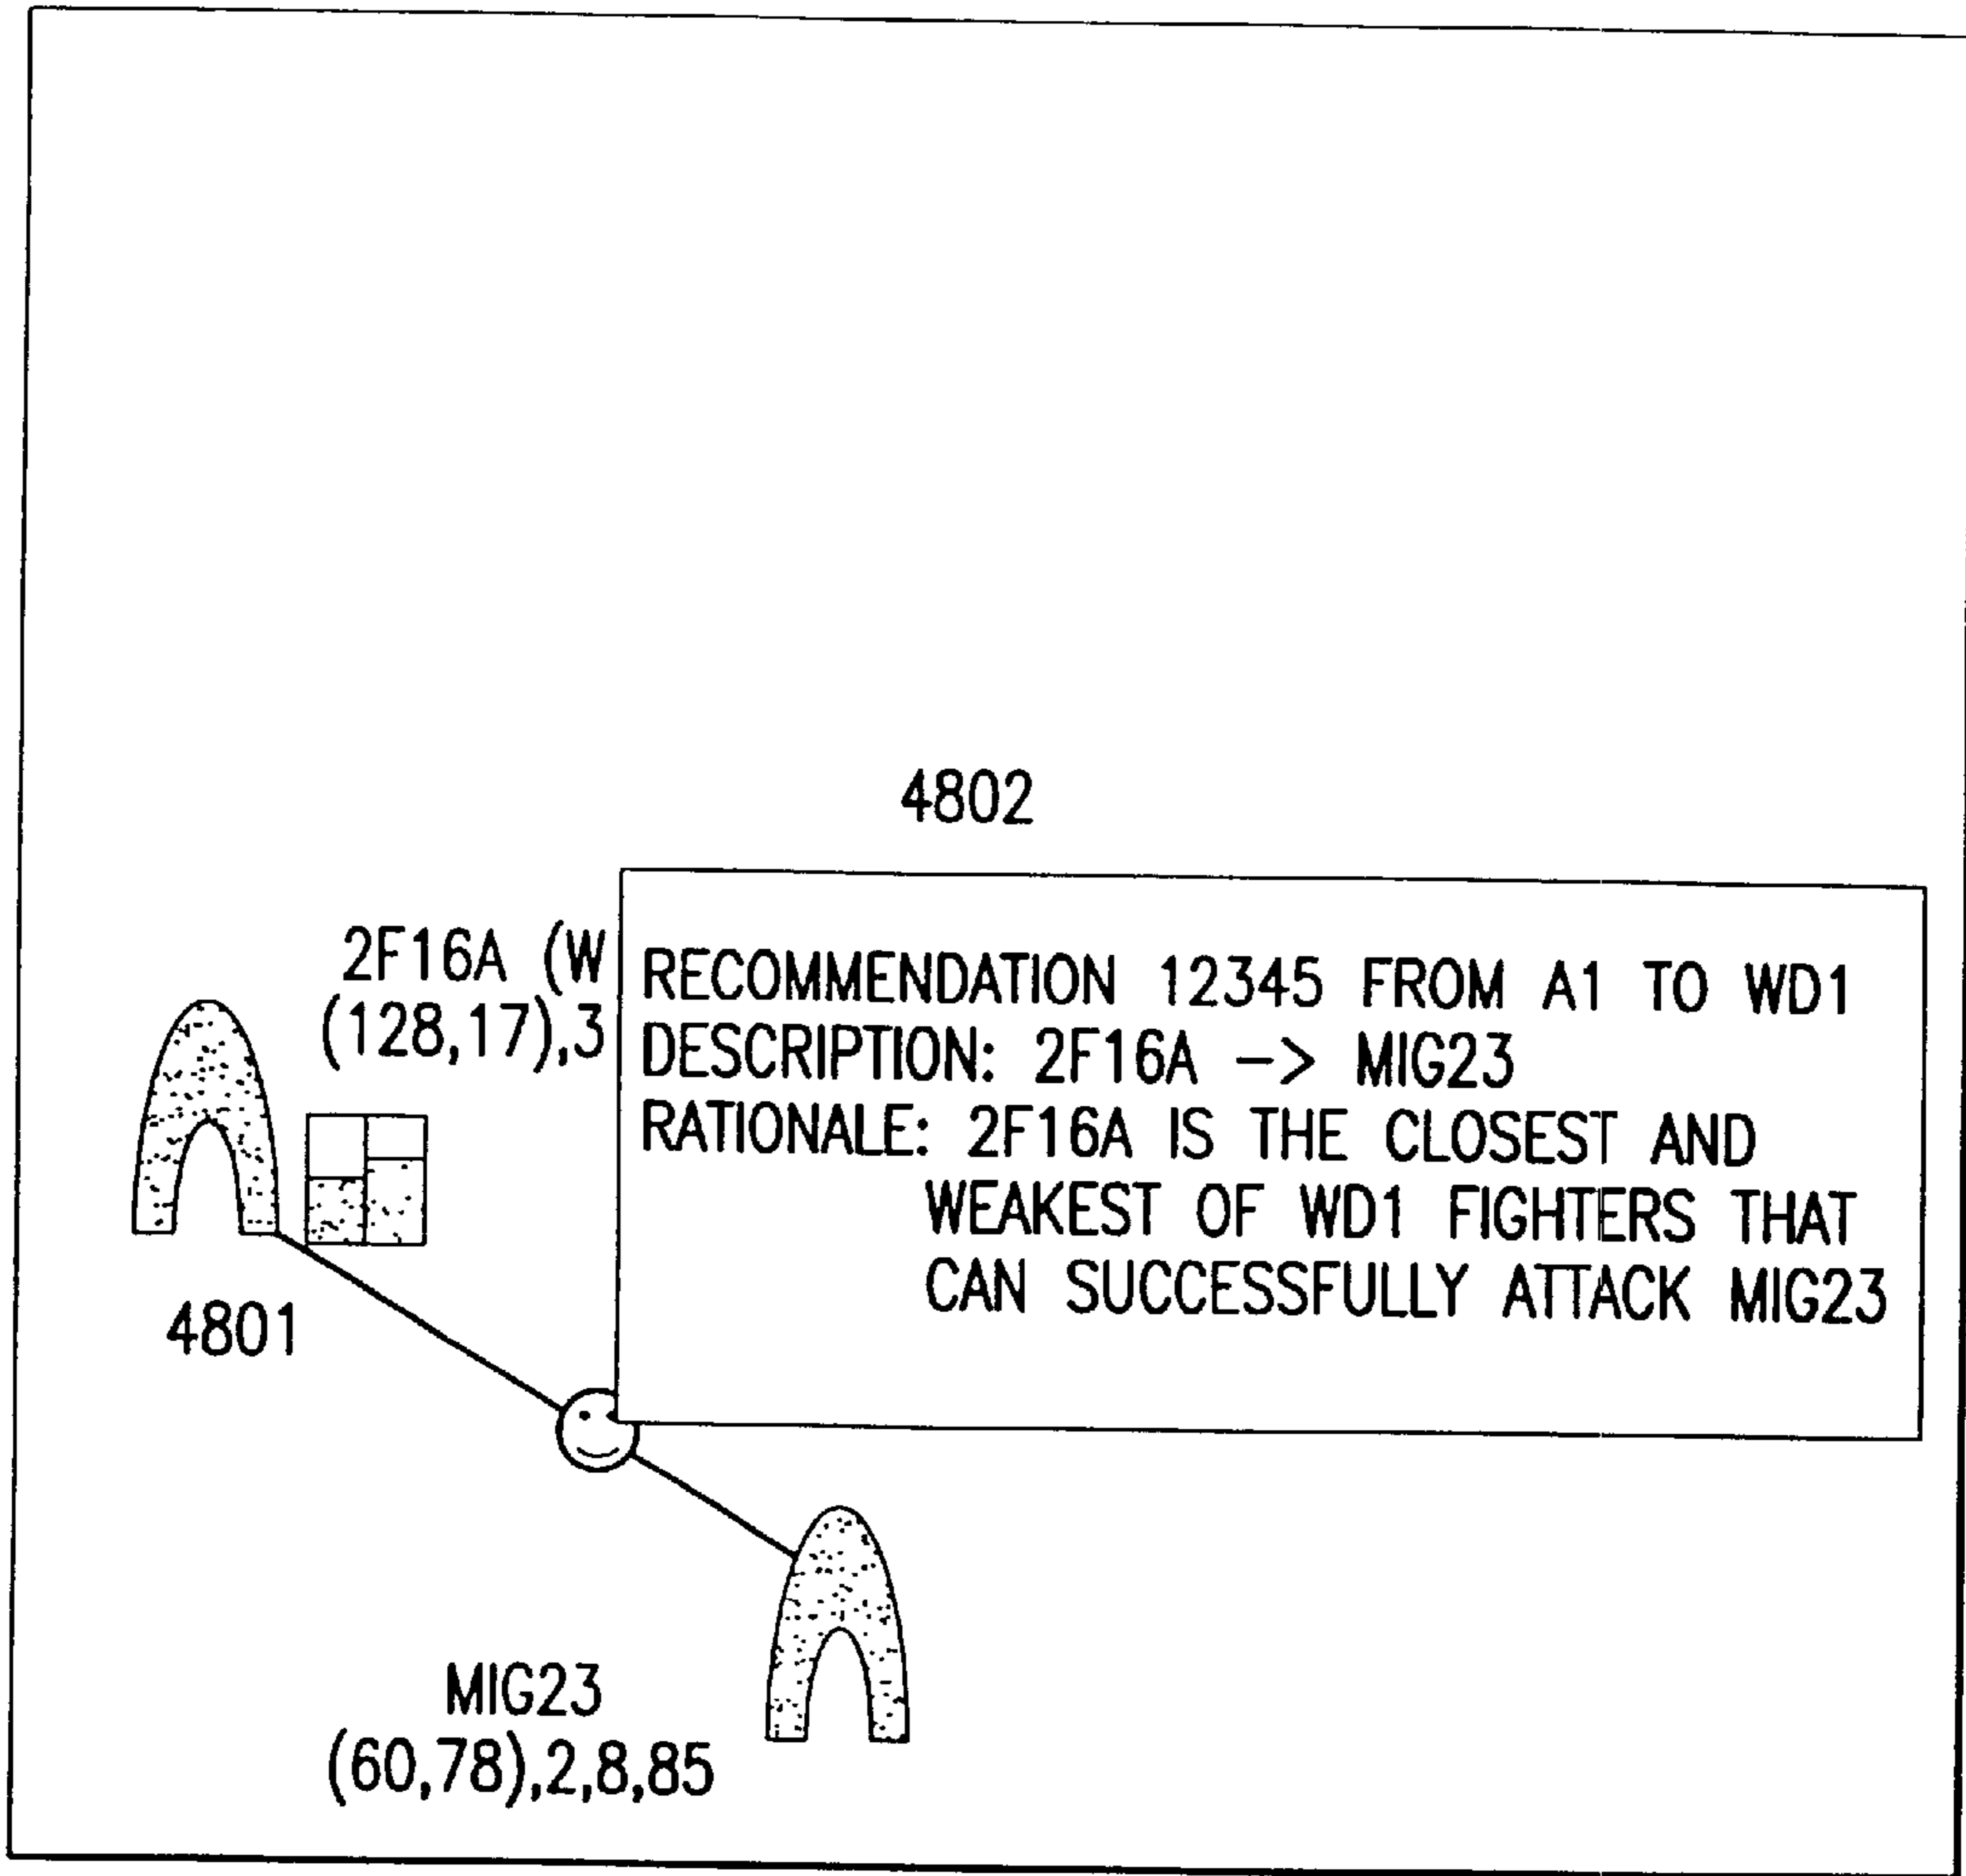 4802
2F16A (W
(128,17),3
RECOMMENDATION 12345 FROM A1 TO WD1
DESCRIPTION: 2F16A -> MIG23
RATIONALE: 2F16A IS THE CLOSEST AND
WEAKEST OF WD1 FIGHTERS THAT
CAN SUCCESSFULLY ATTACK MIG23
4801
MIG23
(60,78),2,8,85